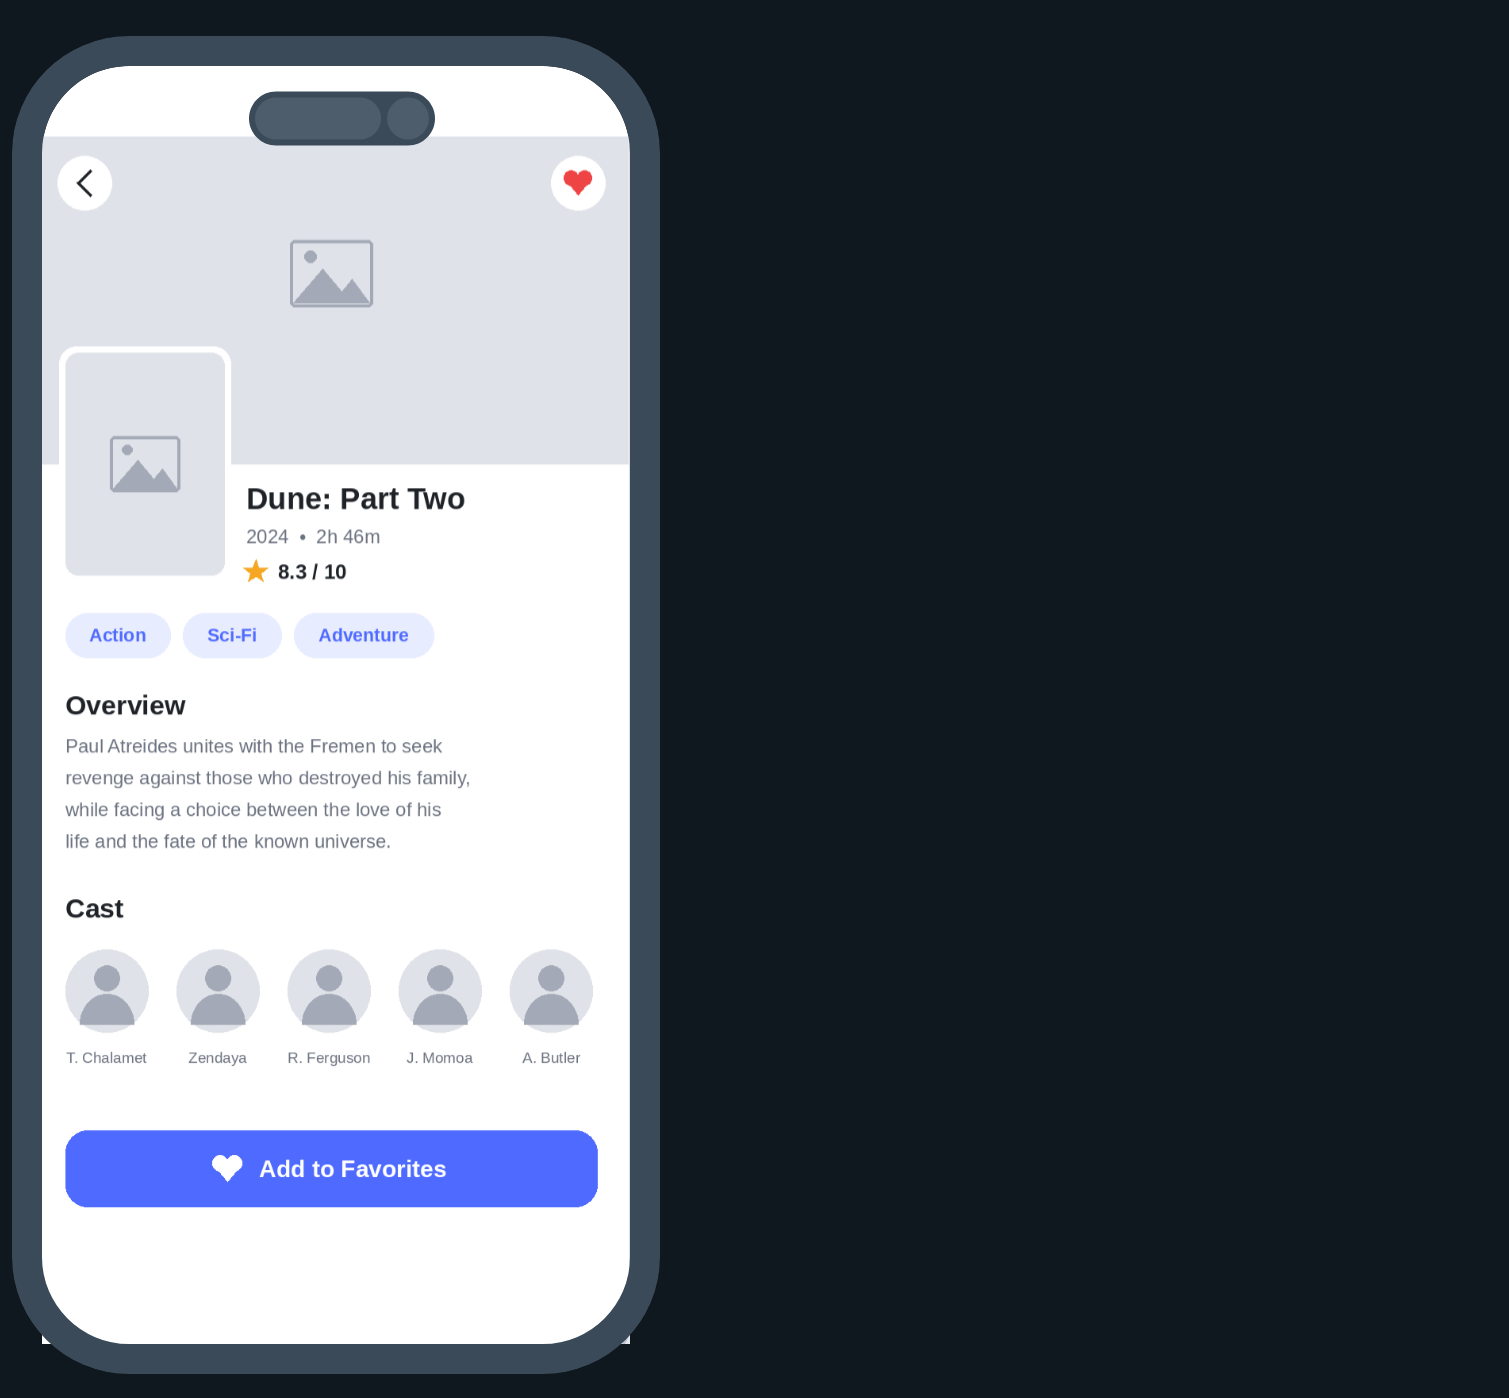 Dune: Part Two
2024 • 2h 46m
8.3 / 10
Action Sci-Fi Adventure
Overview
Paul Atreides unites with the Fremen to seek
revenge against those who destroyed his family,
while facing a choice between the love of his
life and the fate of the known universe.
Cast
T. Chalamet Zendaya R. Ferguson J. Momoa A. Butler
Add to Favorites